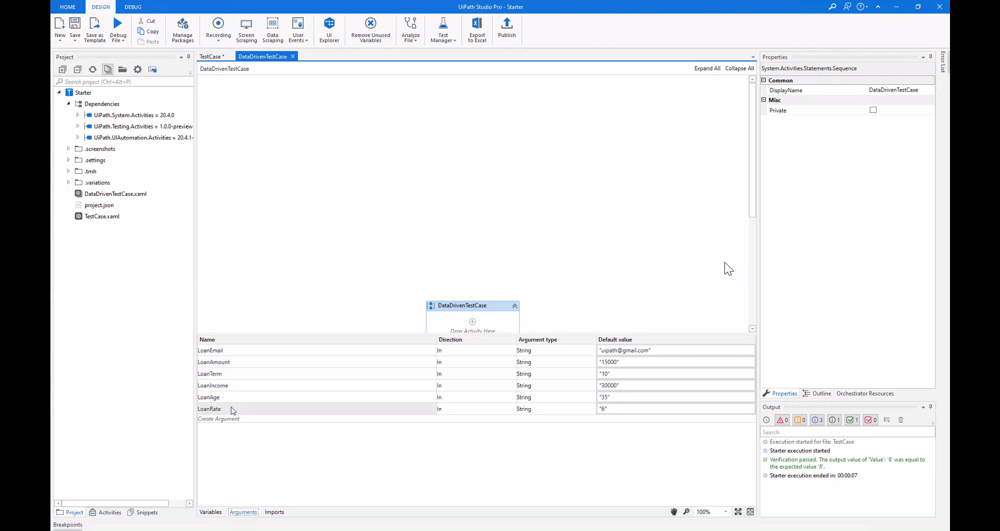 HOME DESIGN DEBUG UiPath Studio Pro - Starter
New Save Save as Template Debug File Cut Copy Paste Manage Packages Recording Screen Scraping Data Scraping User Events UI Explorer Remove Unused Variables Analyze File Test Manager Export to Excel Publish
Project
Search project (Ctrl+Alt+P)
Starter
Dependencies
UiPath.System.Activities = 20.4.0
UiPath.Testing.Activities = 1.0.0-preview
UiPath.UIAutomation.Activities = 20.4.1-
.screenshots
.settings
.tmh
.variations
DataDrivenTestCase.xaml
project.json
TestCase.xaml
Project Activities Snippets
Breakpoints
TestCase * DataDrivenTestCase
DataDrivenTestCase Expand All Collapse All
DataDrivenTestCase
Drop Activity Here
Name Direction Argument type Default value
LoanEmail In String "uipath@gmail.com"
LoanAmount In String "15000"
LoanTerm In String "10"
LoanIncome In String "30000"
LoanAge In String "35"
LoanRate In String "6"
Create Argument
Variables Arguments Imports 100%
Properties
System.Activities.Statements.Sequence
Common
DisplayName DataDrivenTestCase
Misc
Private
Properties Outline Orchestrator Resources
Output
0 0 3 1 1 0
Search
Execution started for file: TestCase
Starter execution started
Verification passed. The output value of 'Value': '8' was equal to
the expected value '8'.
Starter execution ended in: 00:00:07
Error List